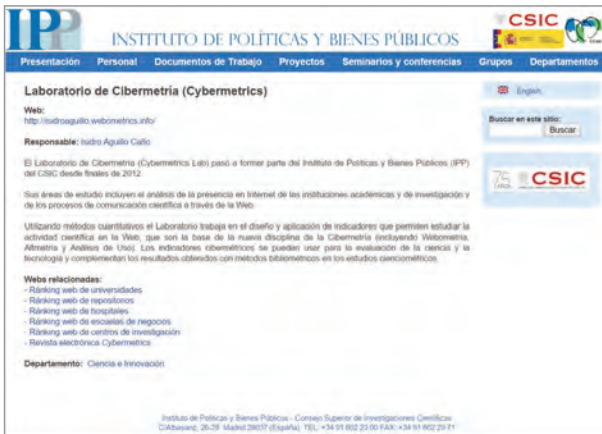 IPP INSTITUTO DE POLÍTICAS Y BIENES PÚBLICOS CSIC
Presentación Personal Documentos de Trabajo Proyectos Seminarios y conferencias Grupos Departamentos
Laboratorio de Cibermetría (Cybermetrics)
Web:
http://isidroaguillo.webometrics.info/
Responsable: Isidro Aguillo Caño
El Laboratorio de Cibermetría (Cybermetrics Lab) pasó a formar parte del Instituto de Políticas y Bienes Públicos (IPP)
del CSIC desde finales de 2012.
Sus áreas de estudio incluyen el análisis de la presencia en Internet de las instituciones académicas y de investigación y
de los procesos de comunicación científica a través de la Web.
Utilizando métodos cuantitativos el Laboratorio trabaja en el diseño y aplicación de indicadores que permiten estudiar la
actividad científica en la Web, que son la base de la nueva disciplina de la Cibermetría (incluyendo Webometría,
Altmetría y Análisis de Uso). Los indicadores cibermétricos se pueden usar para la evaluación de la ciencia y la
tecnología y complementan los resultados obtenidos con métodos bibliométricos en los estudios cienciométricos.
Webs relacionadas:
- Ránking web de universidades
- Ránking web de repositorios
- Ránking web de hospitales
- Ránking web de escuelas de negocios
- Ránking web de centros de investigación
- Revista electrónica Cybermetrics
Departamento: Ciencia e Innovación
English
Buscar en este sitio:
Buscar
75 AÑOS CSIC
Instituto de Políticas y Bienes Públicos - Consejo Superior de Investigaciones Científicas
C/Albasanz, 26-28 Madrid 28037 (España). TEL.: +34 91 602 23 00 FAX: +34 91 602 29 71